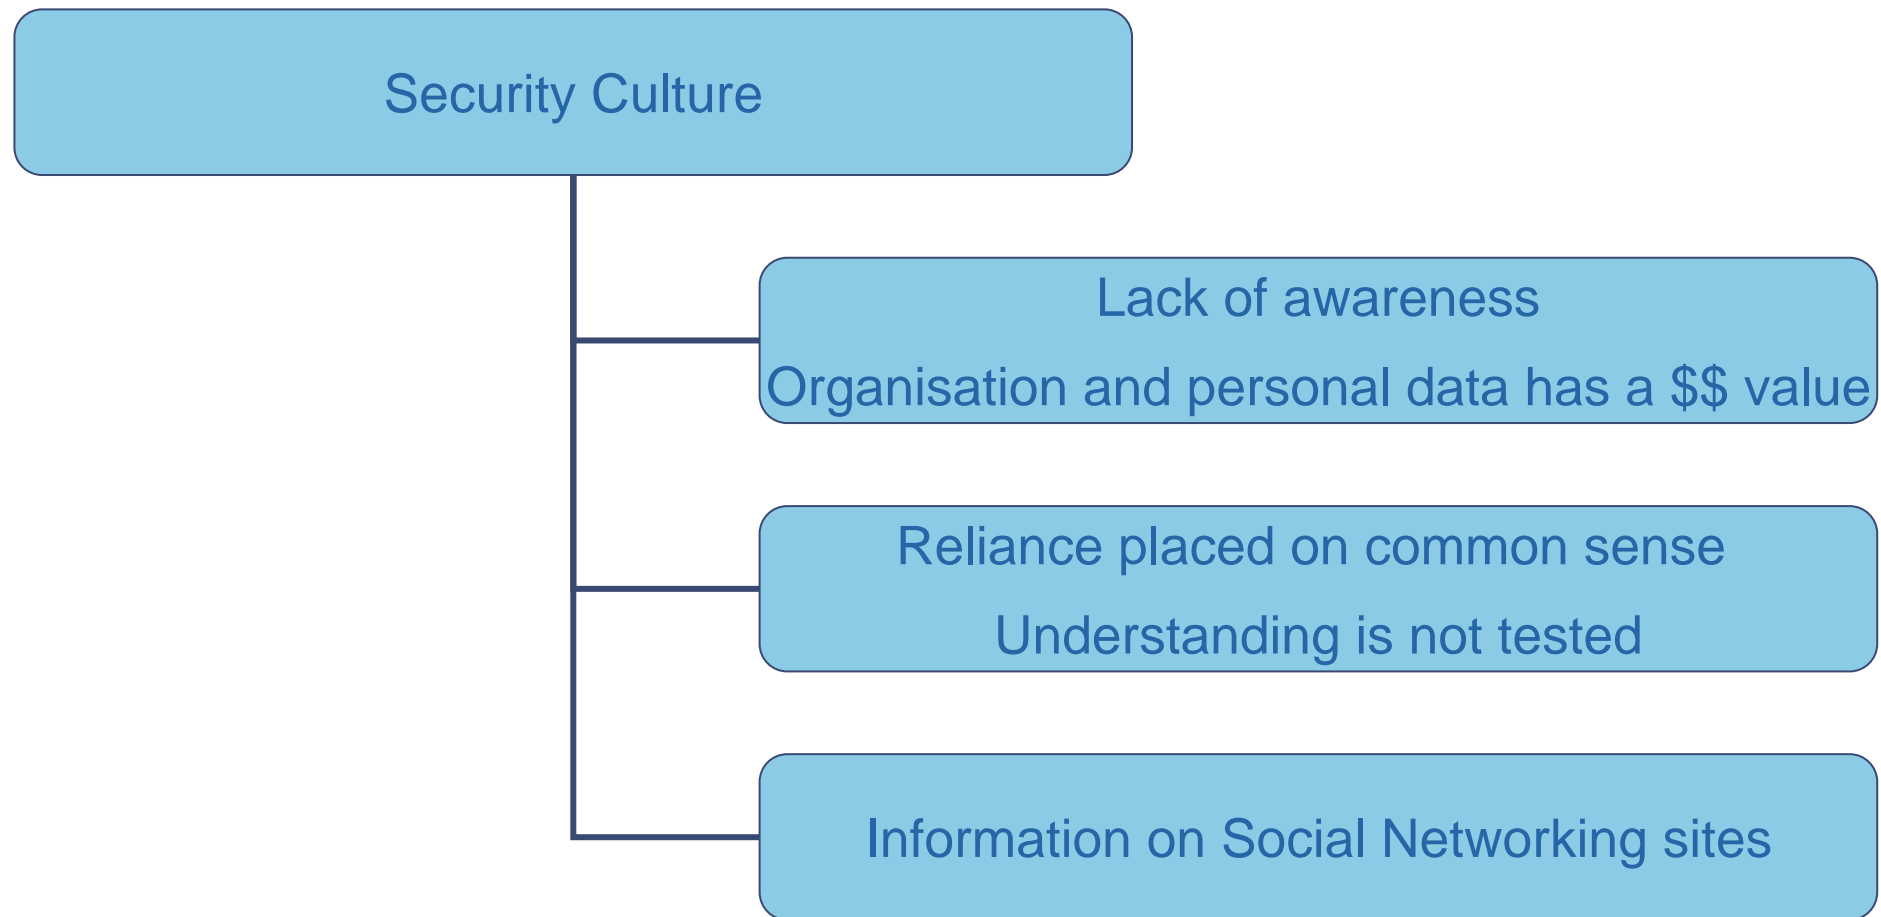 Security Culture
Lack of awareness
Organisation and personal data has a $$ value
Reliance placed on common sense
Understanding is not tested
Information on Social Networking sites